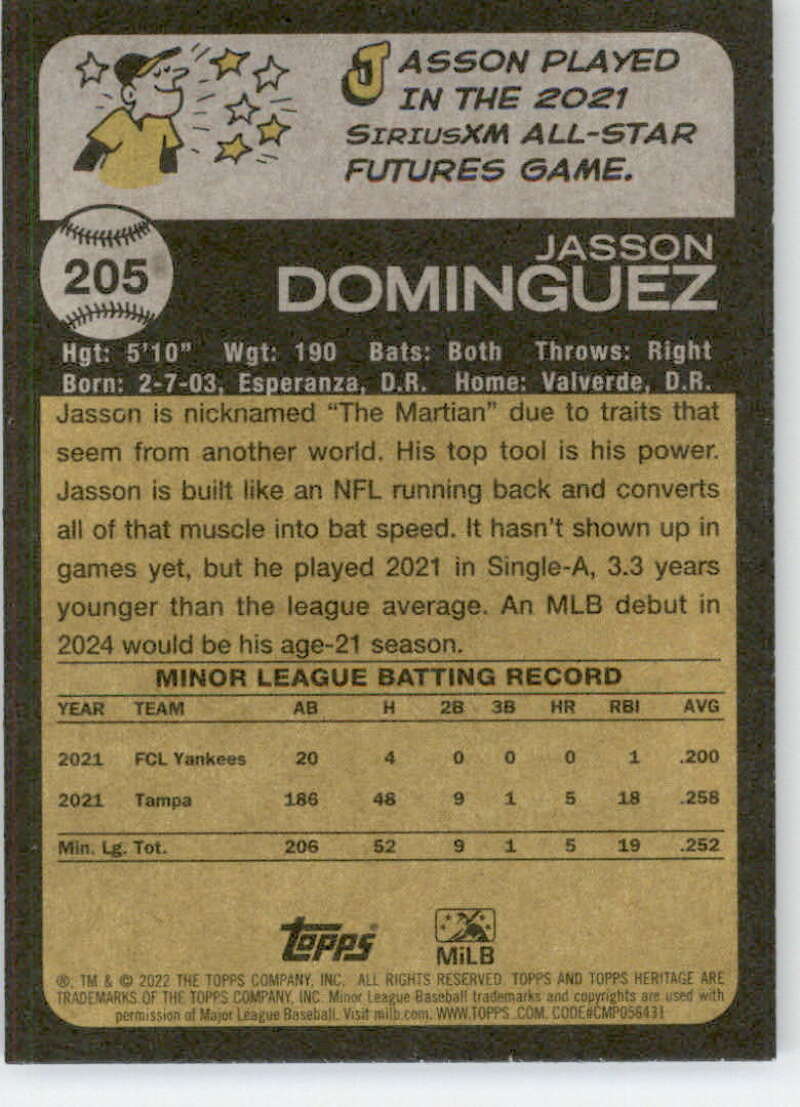 JASSON PLAYED
IN THE 2021
SIRIUSXM ALL-STAR
FUTURES GAME.
205
JASSON
DOMINGUEZ
Hgt: 5'10" Wgt: 190 Bats: Both Throws: Right
Born: 2-7-03, Esperanza, D.R. Home: Valverde, D.R.
Jasson is nicknamed "The Martian" due to traits that
seem from another world. His top tool is his power.
Jasson is built like an NFL running back and converts
all of that muscle into bat speed. It hasn't shown up in
games yet, but he played 2021 in Single-A, 3.3 years
younger than the league average. An MLB debut in
2024 would be his age-21 season.
MINOR LEAGUE BATTING RECORD
YEAR TEAM AB H 2B 3B HR RBI AVG
2021 FCL Yankees 20 4 0 0 0 1 .200
2021 Tampa 186 48 9 1 5 18 .258
Min. Lg. Tot. 206 52 9 1 5 19 .252
topps
MiLB
®, TM & © 2022 THE TOPPS COMPANY, INC. ALL RIGHTS RESERVED. TOPPS AND TOPPS HERITAGE ARE
TRADEMARKS OF THE TOPPS COMPANY, INC. Minor League Baseball trademarks and copyrights are used with
permission of Major League Baseball. Visit milb.com. WWW.TOPPS.COM. CODE#CMP056431